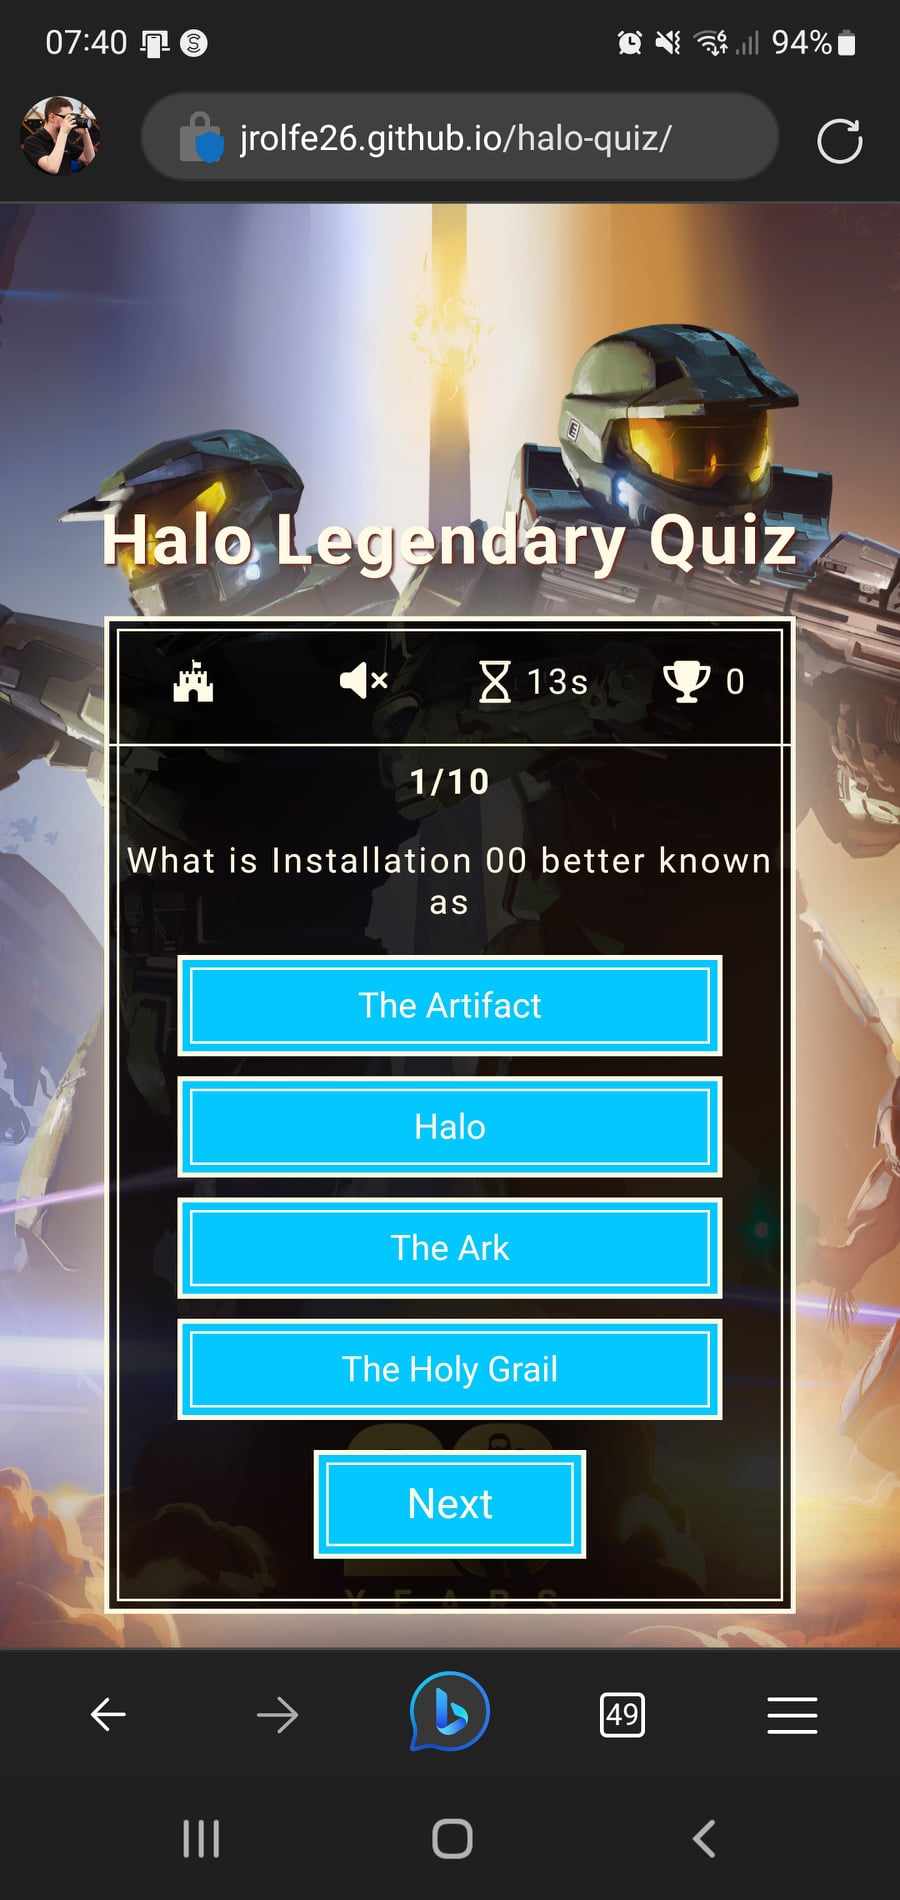 07:40
94%
jrolfe26.github.io/halo-quiz/
Halo Legendary Quiz
13s 0
1/10
What is Installation 00 better known
as
The Artifact
Halo
The Ark
The Holy Grail
Next
YEARS
49